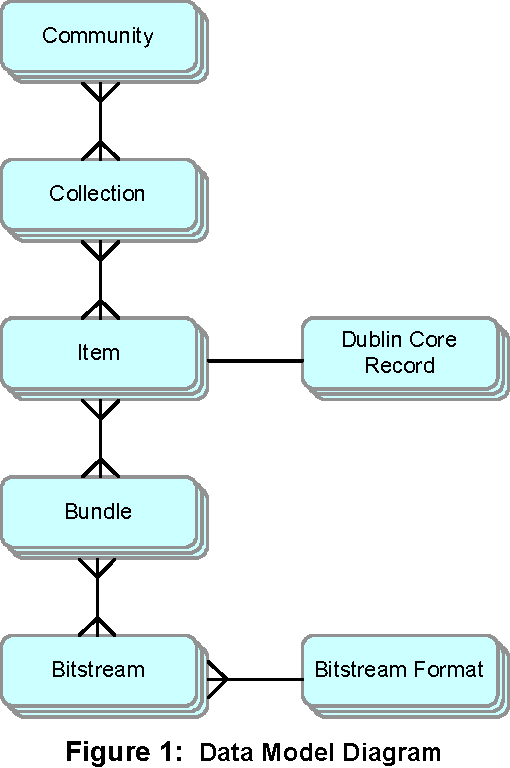 Community
Collection
Item
Dublin Core
Record
Bundle
Bitstream
Bitstream Format
Figure 1: Data Model Diagram